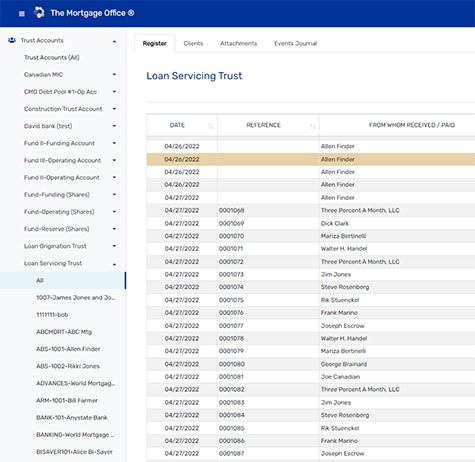 The Mortgage Office ®
Trust Accounts
Trust Accounts (All)
Canadian MIC
CMO Debt Pool #1-Op Acc
Construction Trust Account
David bank (test)
Fund II-Funding Account
Fund III-Operating Account
Fund II-Operating Account
Fund-Funding (Shares)
Fund-Operating (Shares)
Fund-Reserve (Shares)
Loan Origination Trust
Loan Servicing Trust
All
1007-James Jones and Jo...
1111111-bob
ABCMORT-ABC Mtg
ABS-1001-Allen Finder
ABS-1002-Rikki Jones
ADVANCES-World Mortgag...
ARM-1001-Bill Farmer
BANK-101-Anystate Bank
BANKING-World Mortgage ...
BISAVER101-Alice Bi-Saver
Register Clients Attachments Events Journal
Loan Servicing Trust
DATE REFERENCE FROM WHOM RECEIVED / PAID
04/26/2022 Allen Finder
04/26/2022 Allen Finder
04/26/2022 Allen Finder
04/26/2022 Allen Finder
04/27/2022 Allen Finder
04/27/2022 0001068 Three Percent A Month, LLC
04/27/2022 0001069 Dick Clark
04/27/2022 0001070 Mariza Bertinelli
04/27/2022 0001071 Walter H. Handel
04/27/2022 0001072 Three Percent A Month, LLC
04/27/2022 0001073 Jim Jones
04/27/2022 0001074 Steve Rosenberg
04/27/2022 0001075 Rik Stuenckel
04/27/2022 0001076 Frank Marino
04/27/2022 0001077 Joseph Escrow
04/27/2022 0001078 Walter H. Handel
04/27/2022 0001079 Mariza Bertinelli
04/27/2022 0001080 George Brainard
04/27/2022 0001081 Joe Canadian
04/27/2022 0001082 Three Percent A Month, LLC
04/27/2022 0001083 Jim Jones
04/27/2022 0001084 Steve Rosenberg
04/27/2022 0001085 Rik Stuenckel
04/27/2022 0001086 Frank Marino
04/27/2022 0001087 Joseph Escrow